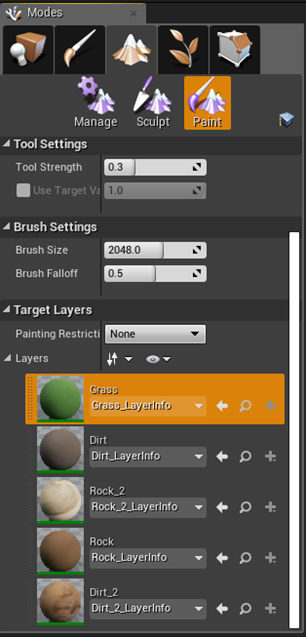 Modes
Manage Sculpt Paint
Tool Settings
Tool Strength 0.3
Use Target Va 1.0
Brush Settings
Brush Size 2048.0
Brush Falloff 0.5
Target Layers
Painting Restricti None
Layers
Grass
Grass_LayerInfo
Dirt
Dirt_LayerInfo
Rock_2
Rock_2_LayerInfo
Rock
Rock_LayerInfo
Dirt_2
Dirt_2_LayerInfo